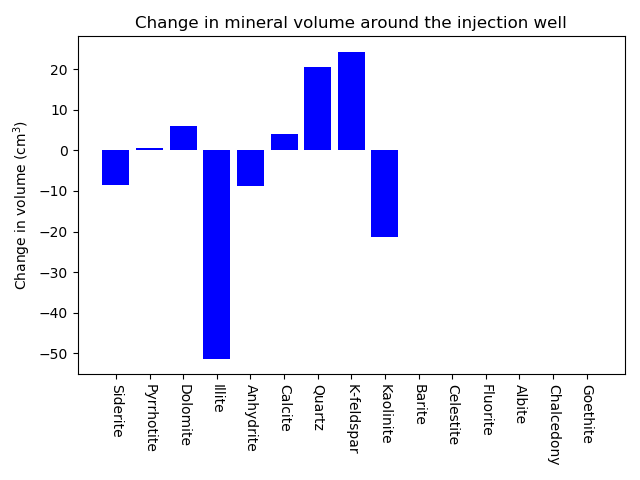 Change in mineral volume around the injection well
Change in volume (cm³)
20
10
0
−10
−20
−30
−40
−50
Siderite
Pyrrhotite
Dolomite
Illite
Anhydrite
Calcite
Quartz
K-feldspar
Kaolinite
Barite
Celestite
Fluorite
Albite
Chalcedony
Goethite